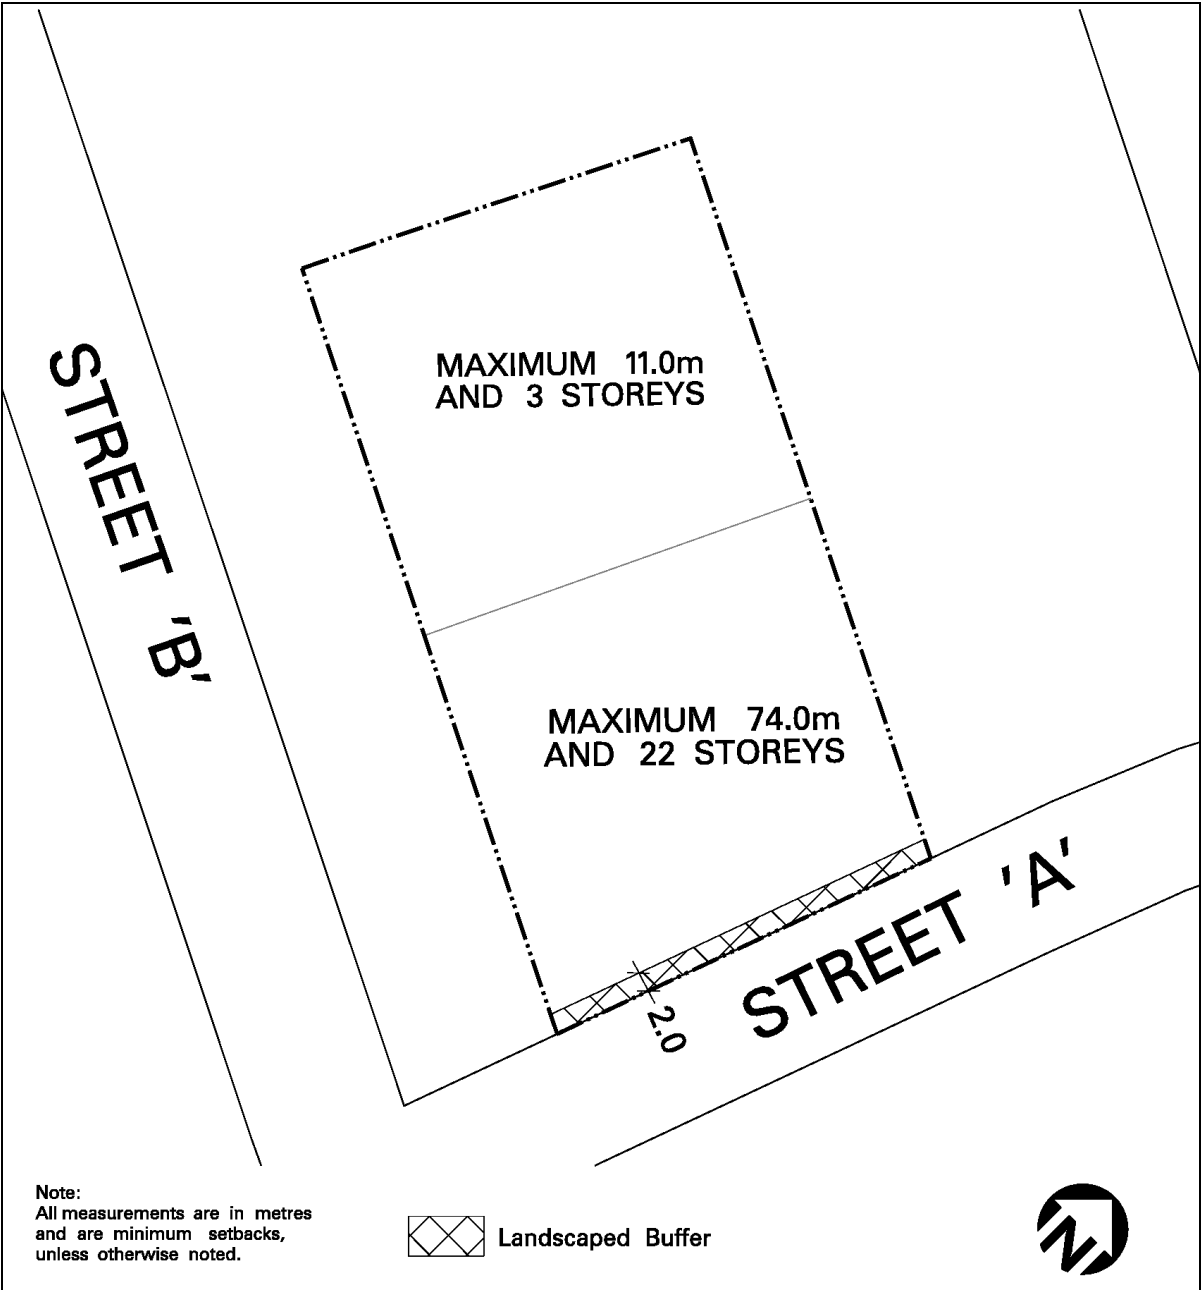 MAXIMUM 11.0m
AND 3 STOREYS
STREET 'B'
MAXIMUM 74.0m
AND 22 STOREYS
STREET 'A'
2.0
Note:
All measurements are in metres
and are minimum setbacks,
unless otherwise noted.
Landscaped Buffer
N